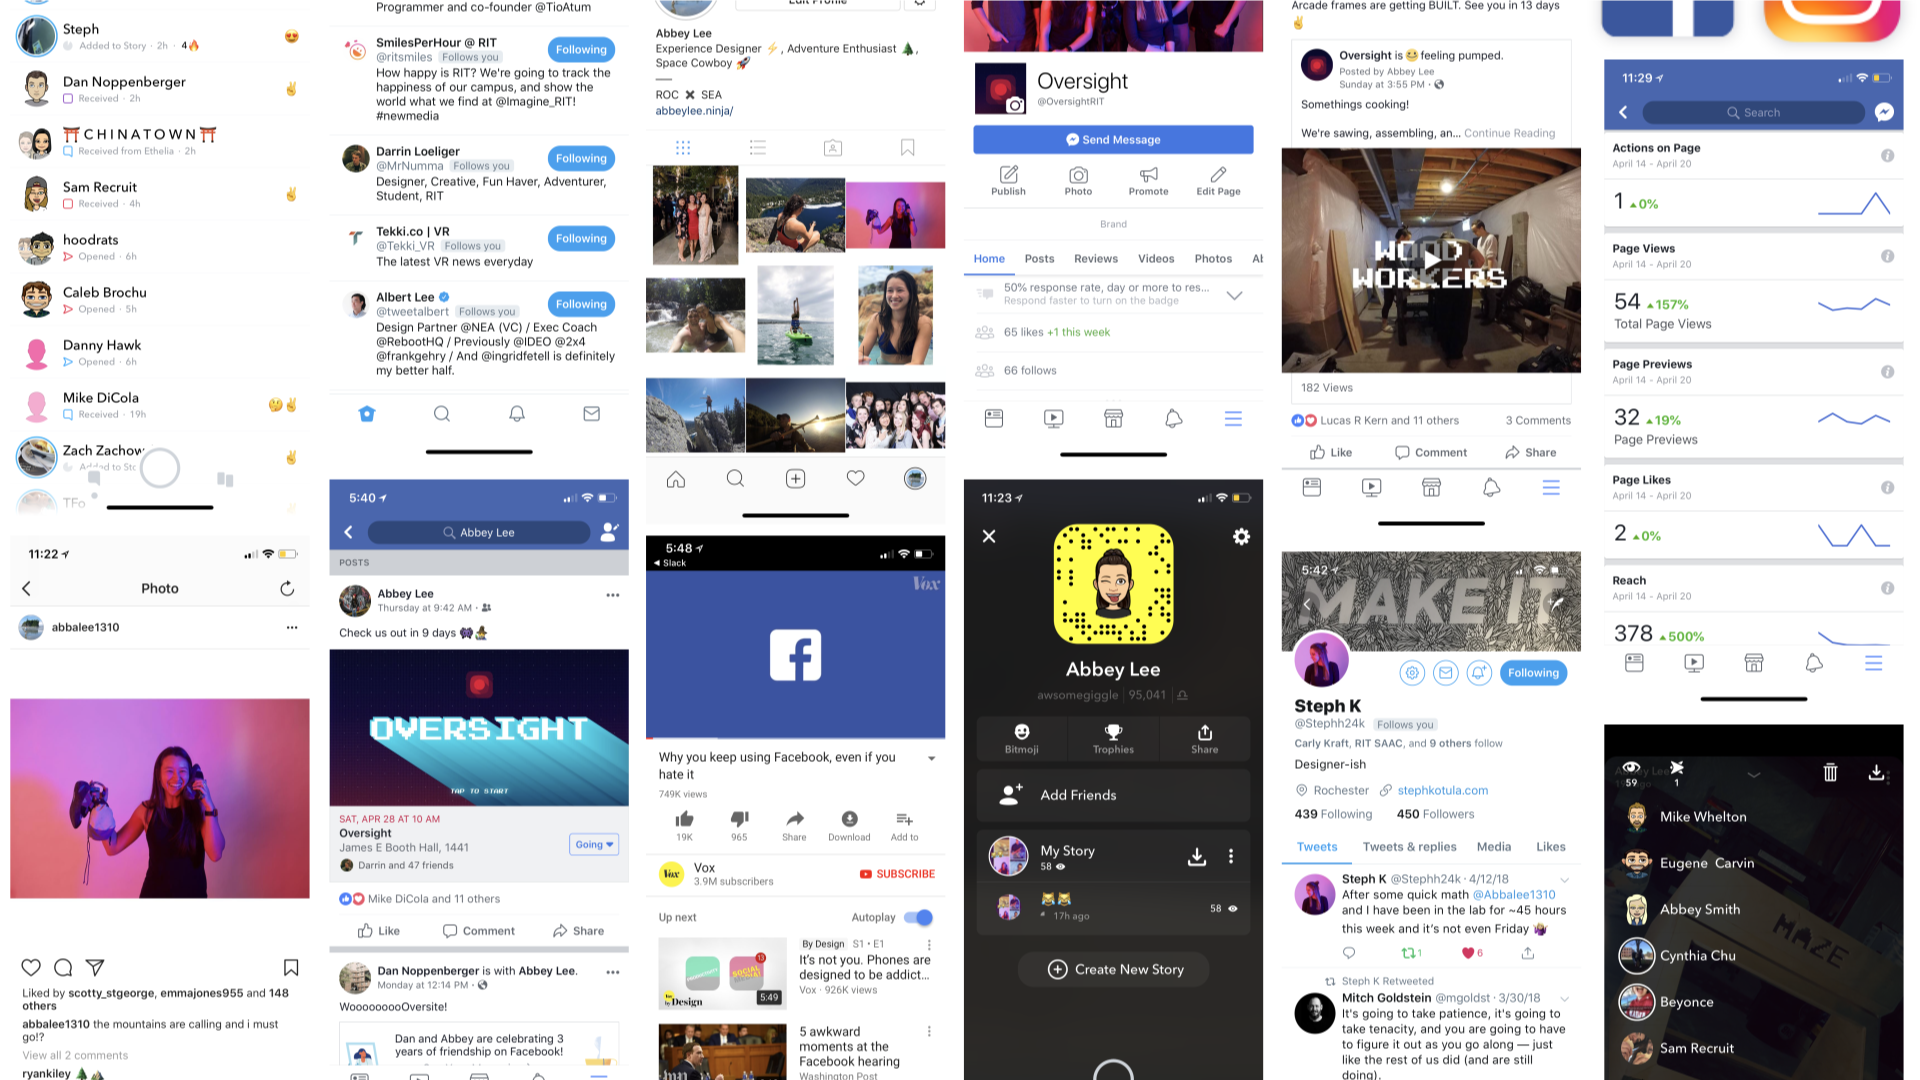 Steph
Added to Story · 2h · 4🔥
Dan Noppenberger
Received · 2h
⛩️CHINATOWN⛩️
Received from Ethelia · 2h
Sam Recruit
Received · 4h
hoodrats
Opened · 6h
Caleb Brochu
Opened · 5h
Danny Hawk
Opened · 6h
Mike DiCola
Received · 19h
Zach Zachow
Added to Sto
TFo
11:22
Photo
abbalee1310
Liked by scotty_stgeorge, emmajones955 and 148
others
abbalee1310 the mountains are calling and i must
go!?
View all 2 comments
ryankiley 🌲
Programmer and co-founder @TioAtum
SmilesPerHour @ RIT
@ritsmiles Follows you
Following
How happy is RIT? We're going to track the
happiness of our campus, and show the
world what we find at @Imagine_RIT!
#newmedia
Darrin Loeliger
@MrNumma Follows you
Following
Designer, Creative, Fun Haver, Adventurer,
Student, RIT
Tekki.co | VR
@Tekki_VR Follows you
Following
The latest VR news everyday
Albert Lee
@tweetalbert Follows you
Following
Design Partner @NEA (VC) / Exec Coach
@RebootHQ / Previously @IDEO @2x4
@frankgehry / And @ingridfetell is definitely
my better half.
5:40
Abbey Lee
POSTS
Abbey Lee
Thursday at 9:42 AM ·
Check us out in 9 days
OVERSIGHT
TAP TO START
SAT, APR 28 AT 10 AM
Oversight
James E Booth Hall, 1441
Going
Darrin and 47 friends
Mike DiCola and 11 others
Like
Comment
Share
Dan Noppenberger is with Abbey Lee.
Monday at 12:14 PM ·
WooooooooOversite!
Dan and Abbey are celebrating 3
years of friendship on Facebook!
Edit Profile
Abbey Lee
Experience Designer ⚡, Adventure Enthusiast 🌲,
Space Cowboy 🚀
—
ROC ✖ SEA
abbeylee.ninja/
5:48
Slack
Vox
Why you keep using Facebook, even if you
hate it
749K views
19K
965
Share
Download
Add to
Vox
Vox
3.9M subscribers
SUBSCRIBE
Up next
Autoplay
by Design
5:49
By Design S1 • E1
It's not you. Phones are
designed to be addict...
Vox · 926K views
5 awkward
moments at the
Facebook hearing
Washington Post
Oversight
@OversightRIT
Send Message
Publish
Photo
Promote
Edit Page
Brand
Home
Posts
Reviews
Videos
Photos
Al
50% response rate, day or more to res...
Respond faster to turn on the badge
65 likes +1 this week
66 follows
11:23
Abbey Lee
awsomegiggle | 95,041 |
Bitmoji
Trophies
Share
Add Friends
My Story
58
17h ago
58
Create New Story
Arcade frames are getting BUILT. See you in 13 days
✌
Oversight is 😄 feeling pumped.
Posted by Abbey Lee
Sunday at 3:55 PM ·
Somethings cooking!
We're sawing, assembling, an... Continue Reading
WOOD
WORKERS
182 Views
Lucas R Kern and 11 others
3 Comments
Like
Comment
Share
MAKE IT
5:42
Following
Steph K
@Stephh24k Follows you
Carly Kraft, RIT SAAC, and 9 others follow
Designer-ish
Rochester
stephkotula.com
439 Following
450 Followers
Tweets
Tweets & replies
Media
Likes
Steph K @Stephh24k · 4/12/18
After some quick math @Abbalee1310
and I have been in the lab for ~45 hours
this week and it's not even Friday
1
6
Steph K Retweeted
Mitch Goldstein @mgoldst · 3/30/18
It's going to take patience, it's going to
take tenacity, and you are going to have
to figure it out as you go along — just
like the rest of us did (and are still
doing).
11:29
Search
Actions on Page
April 14 - April 20
1 ▲0%
Page Views
April 14 - April 20
54 ▲157%
Total Page Views
Page Previews
April 14 - April 20
32 ▲19%
Page Previews
Page Likes
April 14 - April 20
2 ▲0%
Reach
April 14 - April 20
378 ▲500%
59
1
Mike Whelton
Eugene Carvin
Abbey Smith
Cynthia Chu
Beyonce
Sam Recruit
MAZE